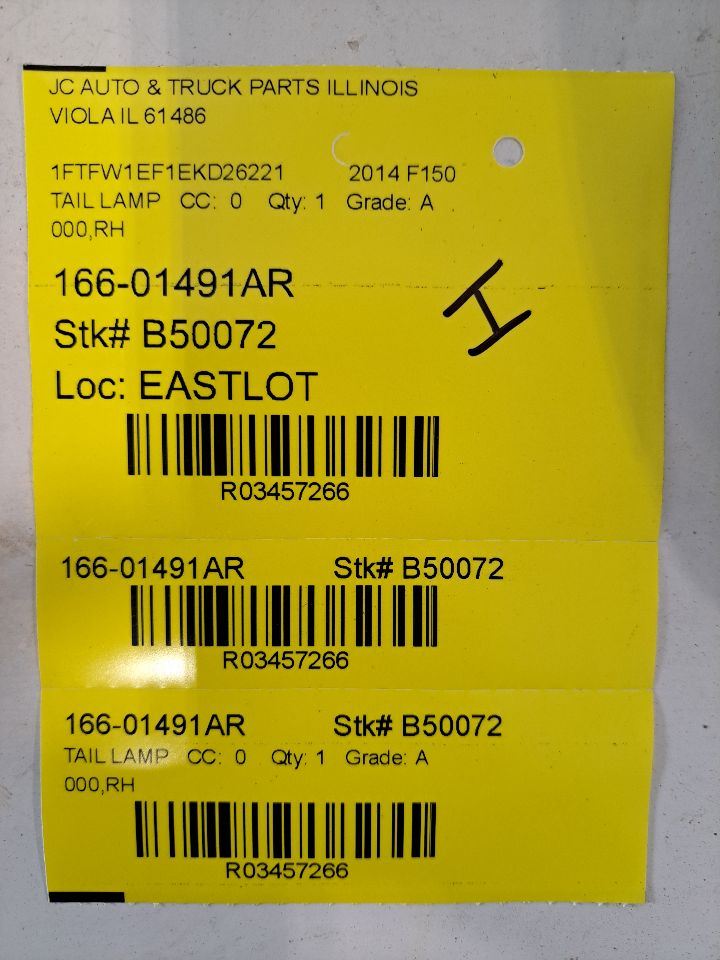 JC AUTO & TRUCK PARTS ILLINOIS
VIOLA IL 61486
1FTFW1EF1EKD26221 2014 F150
TAIL LAMP CC: 0 Qty: 1 Grade: A
000,RH
166-01491AR
Stk# B50072
Loc: EASTLOT
H
R03457266
166-01491AR Stk# B50072
R03457266
166-01491AR Stk# B50072
TAIL LAMP CC: 0 Qty: 1 Grade: A
000,RH
R03457266